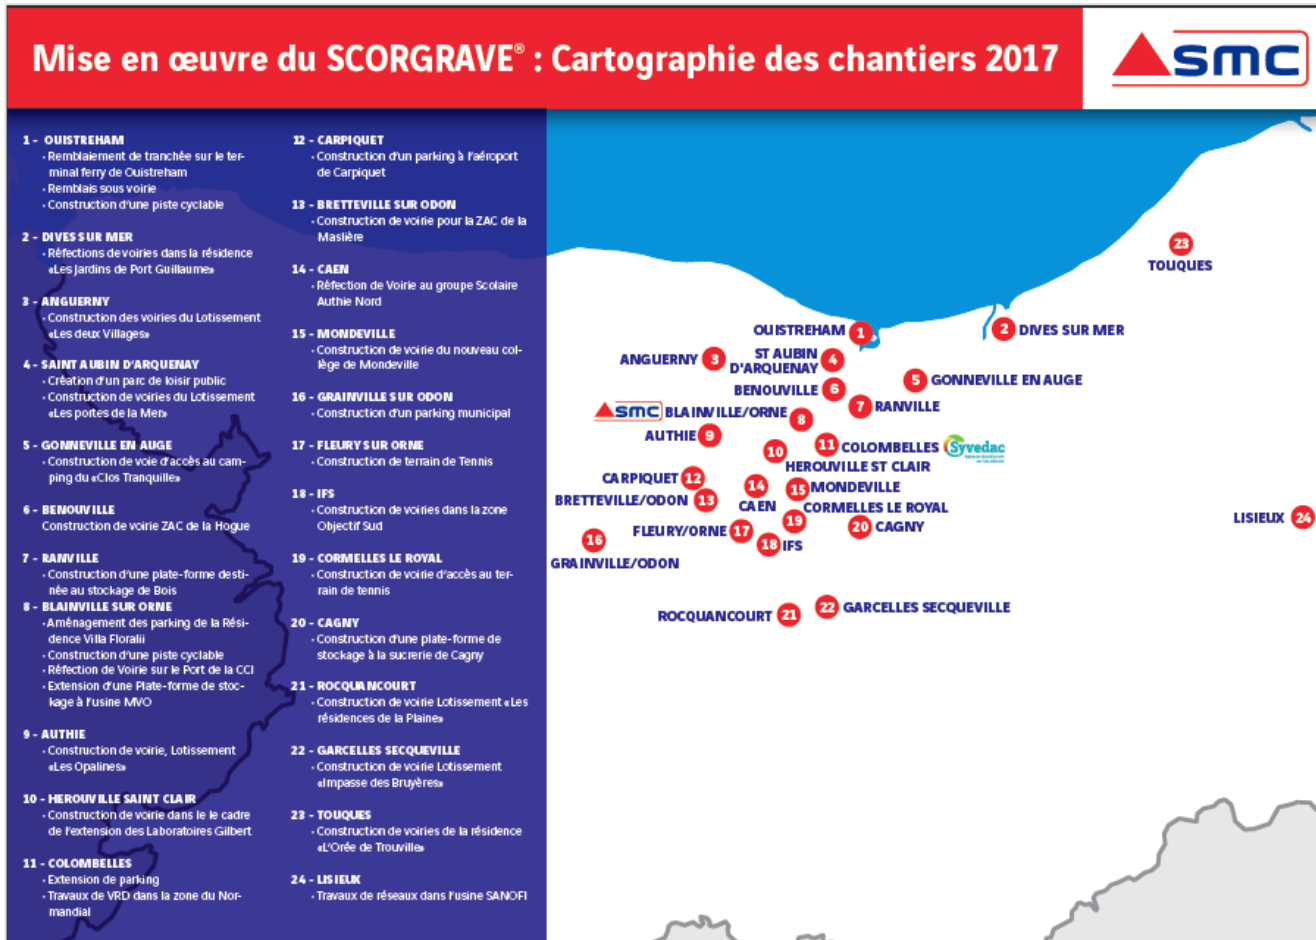 Mise en œuvre du SCORGRAVE® : Cartographie des chantiers 2017
smc
1 - OUISTREHAM
· Remblaiement de tranchée sur le ter-
minal ferry de Ouistreham
· Remblais sous voirie
· Construction d'une piste cyclable
2 - DIVES SUR MER
· Réfections de voiries dans la résidence
«Les Jardins de Port Guillaume»
3 - ANGUERNY
· Construction des voiries du Lotissement
«Les deux Villages»
4 - SAINT AUBIN D'ARQUENAY
· Création d'un parc de loisir public
· Construction de voiries du Lotissement
«Les portes de la Mer»
5 - GONNEVILLE EN AUGE
· Construction de voie d'accès au cam-
ping du «Clos Tranquille»
6 - BENOUVILLE
Construction de voirie ZAC de la Hogue
7 - RANVILLE
· Construction d'une plate-forme desti-
née au stockage de Bois
8 - BLAINVILLE SUR ORNE
· Aménagement des parking de la Rési-
dence Villa Floralii
· Construction d'une piste cyclable
· Réfection de Voirie sur le Port de la CCI
· Extension d'une Plate-forme de stoc-
kage à l'usine MVO
9 - AUTHIE
· Construction de voirie, Lotissement
«Les Opalines»
10 - HEROUVILLE SAINT CLAIR
· Construction de voirie dans le le cadre
de l'extension des Laboratoires Gilbert
11 - COLOMBELLES
· Extension de parking
· Travaux de VRD dans la zone du Nor-
mandial
12 - CARPIQUET
· Construction d'un parking à l'aéroport
de Carpiquet
13 - BRETTEVILLE SUR ODON
· Construction de voirie pour la ZAC de la
Maslière
14 - CAEN
· Réfection de Voirie au groupe Scolaire
Authie Nord
15 - MONDEVILLE
· Construction de voirie du nouveau col-
lège de Mondeville
16 - GRAINVILLE SUR ODON
· Construction d'un parking municipal
17 - FLEURY SUR ORNE
· Construction de terrain de Tennis
18 - IFS
· Construction de voiries dans la zone
Objectif Sud
19 - CORMELLES LE ROYAL
· Construction de voirie d'accès au ter-
rain de tennis
20 - CAGNY
· Construction d'une plate-forme de
stockage à la sucrerie de Cagny
21 - ROCQUANCOURT
· Construction de voirie Lotissement «Les
résidences de la Plaine»
22 - GARCELLES SECQUEVILLE
· Construction de voirie Lotissement
«Impasse des Bruyères»
23 - TOUQUES
· Construction de voiries de la résidence
«L'Orée de Trouville»
24 - LISIEUX
· Travaux de réseaux dans l'usine SANOFI
23
TOUQUES
OUISTREHAM 1
2 DIVES SUR MER
ANGUERNY 3
ST AUBIN
D'ARQUENAY 4
5 GONNEVILLE EN AUGE
BENOUVILLE 6
7 RANVILLE
smc BLAINVILLE/ORNE 8
AUTHIE 9
11 COLOMBELLES Syvedac
10
HEROUVILLE ST CLAIR
CARPIQUET 12
14
CAEN
15 MONDEVILLE
BRETTEVILLE/ODON 13
CORMELLES LE ROYAL
19
20 CAGNY
LISIEUX 24
FLEURY/ORNE 17
16
GRAINVILLE/ODON
18 IFS
ROCQUANCOURT 21
22 GARCELLES SECQUEVILLE